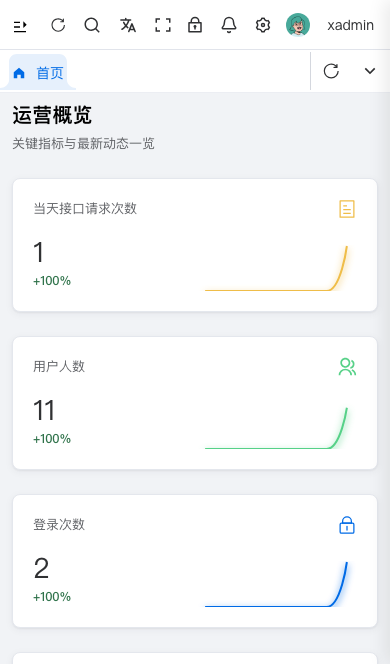 xadmin
首页
运营概览
关键指标与最新动态一览
当天接口请求次数
1
+100%
用户人数
11
+100%
登录次数
2
+100%